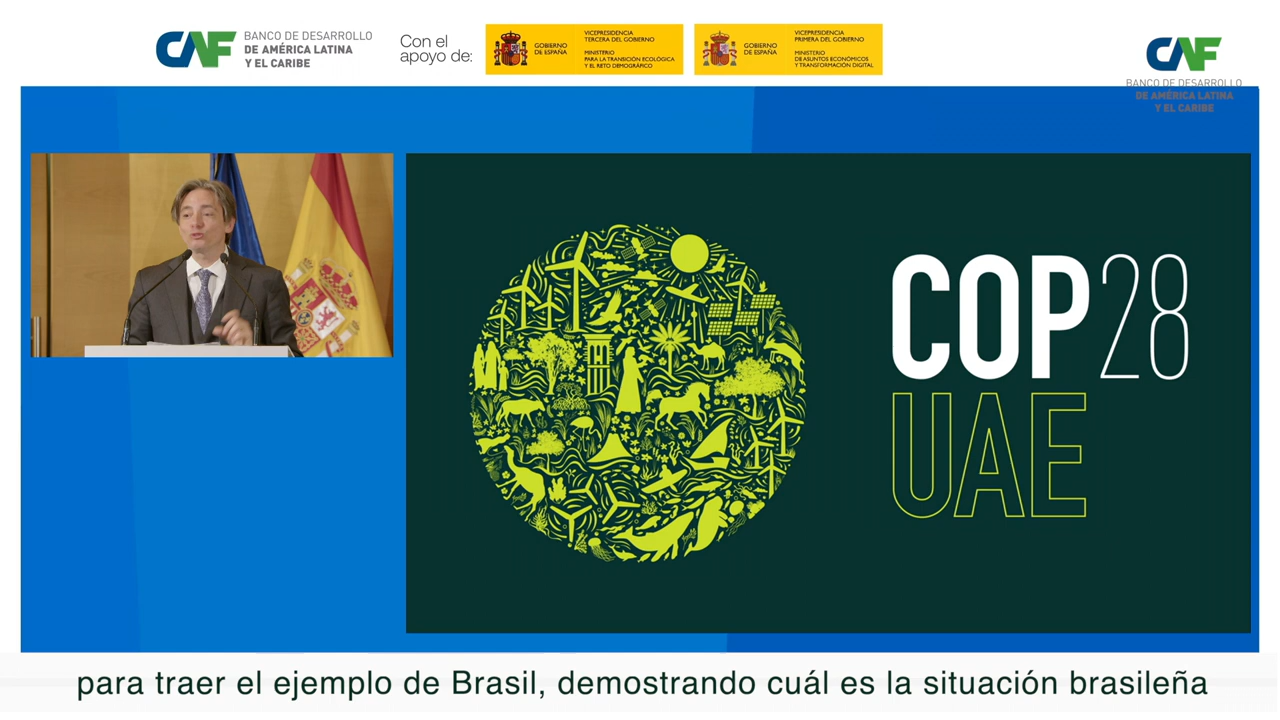 CAF
BANCO DE DESARROLLO
DE AMÉRICA LATINA
Y EL CARIBE
Con el
apoyo de:
GOBIERNO
DE ESPAÑA
VICEPRESIDENCIA
TERCERA DEL GOBIERNO
MINISTERIO
PARA LA TRANSICIÓN ECOLÓGICA
Y EL RETO DEMOGRÁFICO
GOBIERNO
DE ESPAÑA
VICEPRESIDENCIA
PRIMERA DEL GOBIERNO
MINISTERIO
DE ASUNTOS ECONÓMICOS
Y TRANSFORMACIÓN DIGITAL
CAF
BANCO DE DESARROLLO
DE AMÉRICA LATINA
Y EL CARIBE
COP28
UAE
para traer el ejemplo de Brasil, demostrando cuál es la situación brasileña